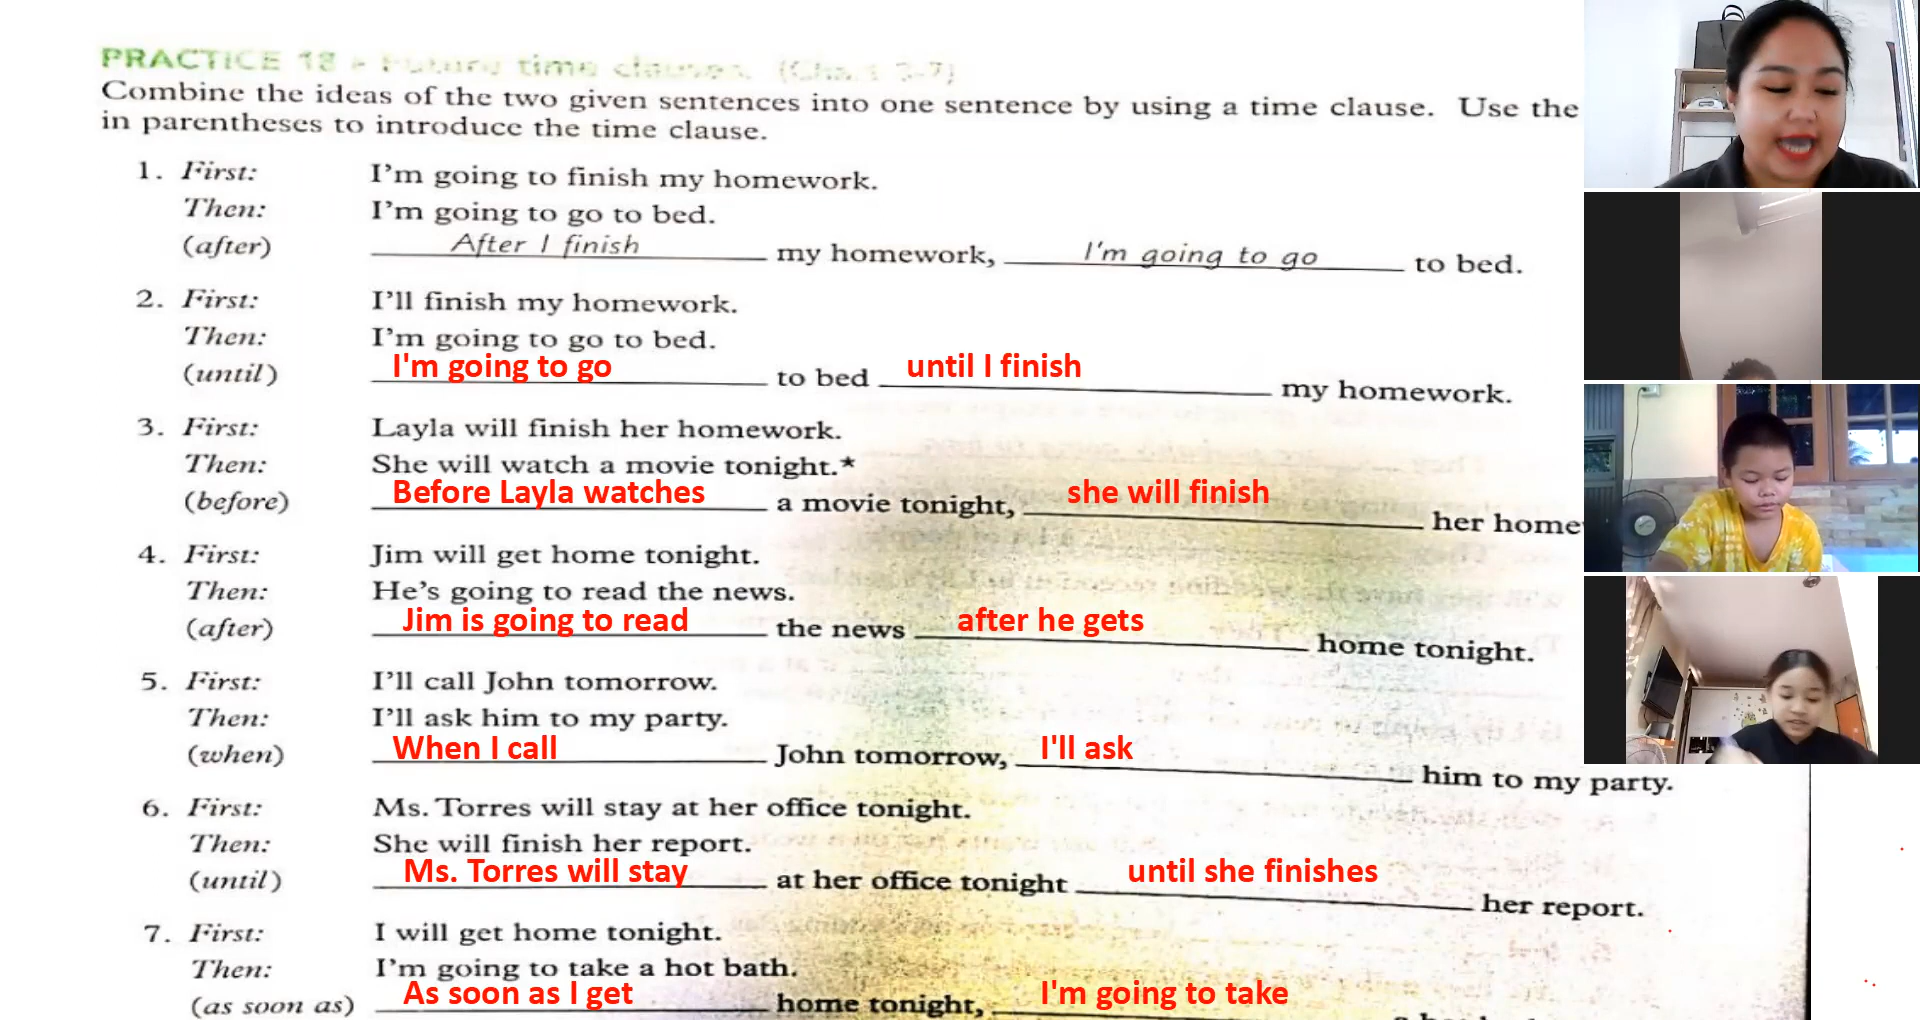 PRACTICE 18 ▸ Future time clauses. (Chart 3-7)
Combine the ideas of the two given sentences into one sentence by using a time clause. Use the
in parentheses to introduce the time clause.
1. First: I'm going to finish my homework.
Then: I'm going to go to bed.
(after) After I finish my homework, I'm going to go to bed.
2. First: I'll finish my homework.
Then: I'm going to go to bed.
(until) I'm going to go to bed until I finish my homework.
3. First: Layla will finish her homework.
Then: She will watch a movie tonight.*
(before) Before Layla watches a movie tonight, she will finish her home
4. First: Jim will get home tonight.
Then: He's going to read the news.
(after) Jim is going to read the news after he gets home tonight.
5. First: I'll call John tomorrow.
Then: I'll ask him to my party.
(when) When I call John tomorrow, I'll ask him to my party.
6. First: Ms. Torres will stay at her office tonight.
Then: She will finish her report.
(until) Ms. Torres will stay at her office tonight until she finishes her report.
7. First: I will get home tonight.
Then: I'm going to take a hot bath.
(as soon as) As soon as I get home tonight, I'm going to take